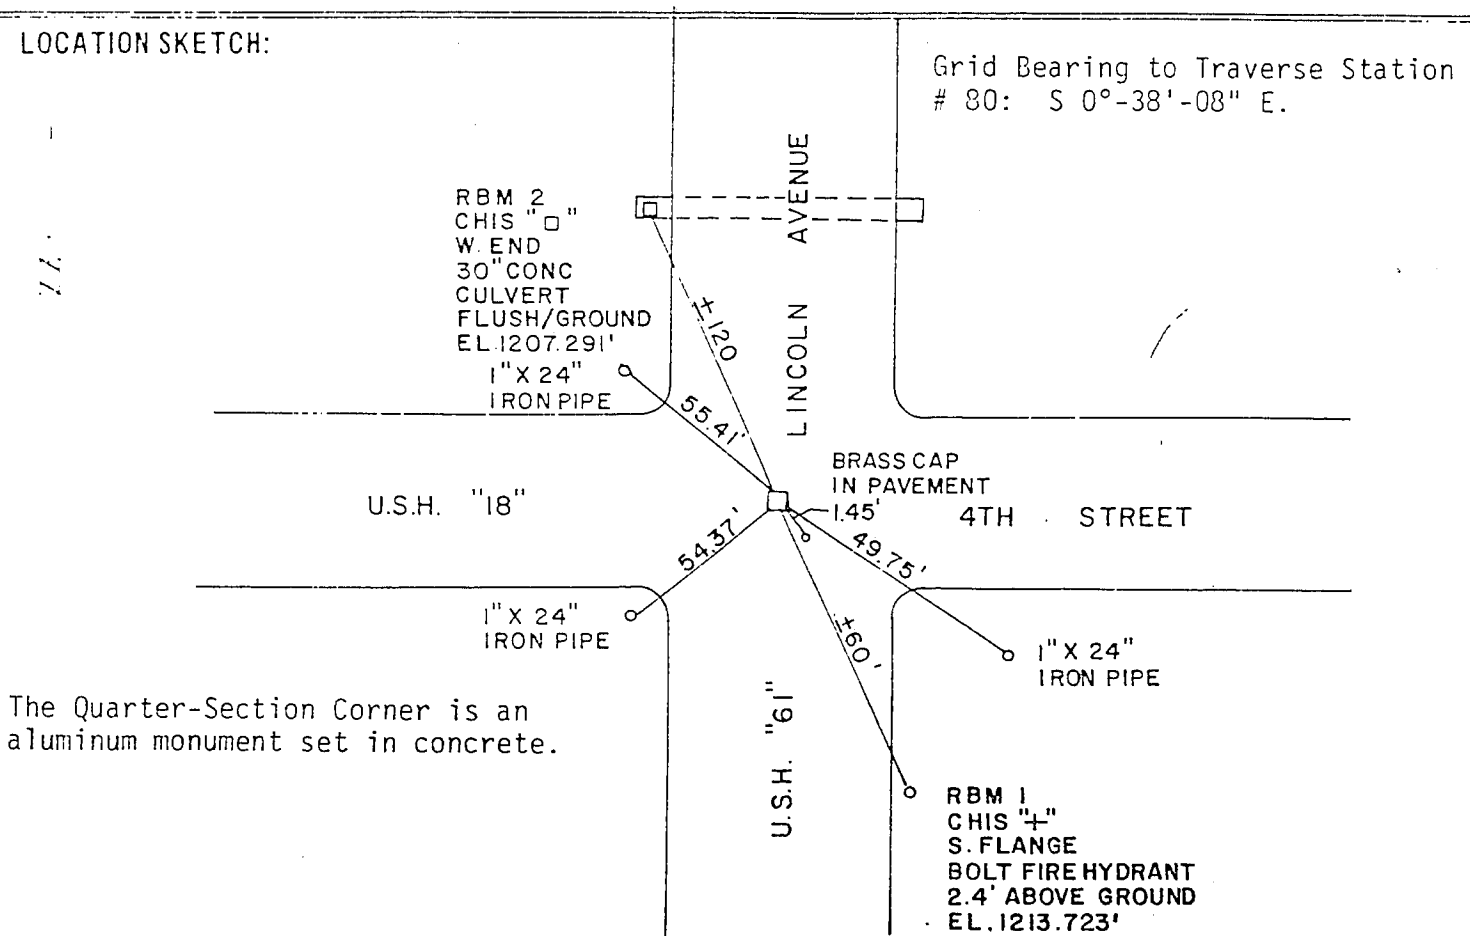 LOCATION SKETCH:
Grid Bearing to Traverse Station
# 80: S 0°-38'-08" E.
RBM 2
CHIS "□"
W. END
30" CONC
CULVERT
FLUSH/GROUND
EL.1207.291'
1" X 24"
IRON PIPE
LINCOLN AVENUE
±120
55.41'
BRASS CAP
IN PAVEMENT
1.45'
U.S.H. "18"
4TH STREET
54.37'
49.75'
1" X 24"
IRON PIPE
±60'
1" X 24"
IRON PIPE
The Quarter-Section Corner is an
aluminum monument set in concrete.
U.S.H. "61"
RBM 1
CHIS "+"
S. FLANGE
BOLT FIRE HYDRANT
2.4' ABOVE GROUND
EL.1213.723'